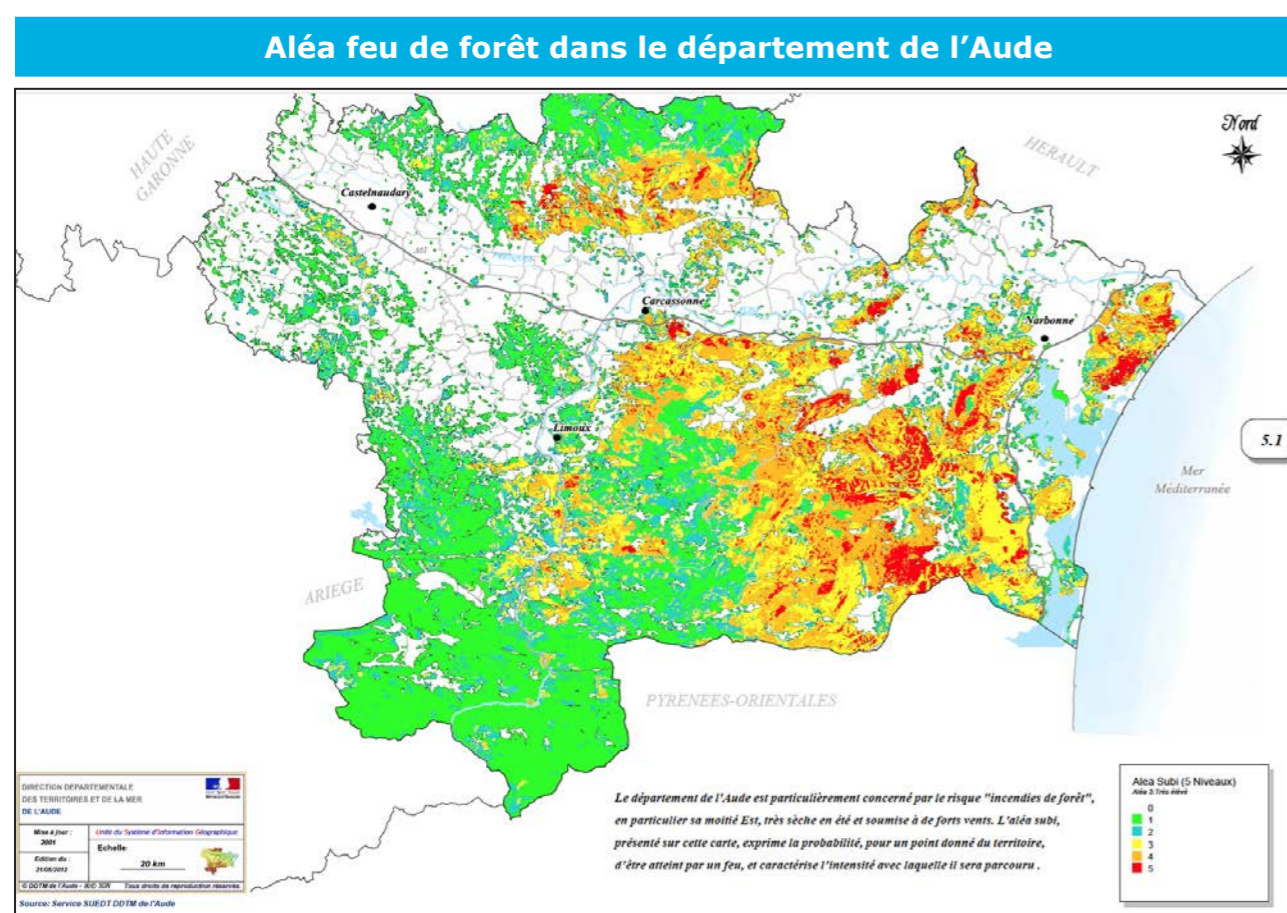 Aléa feu de forêt dans le département de l’Aude
Nord
HAUTE
GARONNE
HERAULT
Castelnaudary
A61
Carcassonne
Narbonne
5.1
Limoux
Mer
Méditerranée
ARIEGE
PYRENEES-ORIENTALES
DIRECTION DEPARTEMENTALE
DES TERRITOIRES ET DE LA MER
DE L'AUDE
Mise à jour :
2001
Unité du Système d'Information Géographique
Echelle:
20 km
Edition du :
21/08/2012
© DDTM de l'Aude - IGN Tous droits de reproduction réservés.
Source: Service SUEDT DDTM de l'Aude
Le département de l'Aude est particulièrement concerné par le risque "incendies de forêt",
en particulier sa moitié Est, très sèche en été et soumise à de forts vents. L'aléa subi,
présenté sur cette carte, exprime la probabilité, pour un point donné du territoire,
d'être atteint par un feu, et caractérise l'intensité avec laquelle il sera parcouru .
Alea Subi (5 Niveaux)
Aléa 5:Très élevé
0
1
2
3
4
5